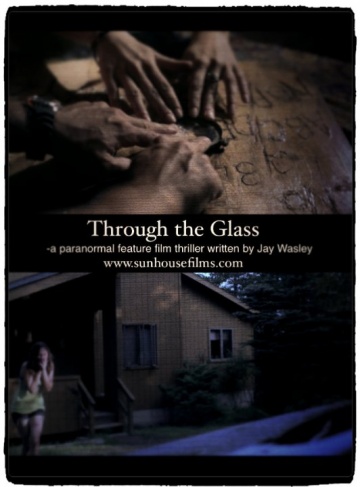 Through the Glass
-a paranormal feature film thriller written by Jay Wasley
www.sunhousefilms.com